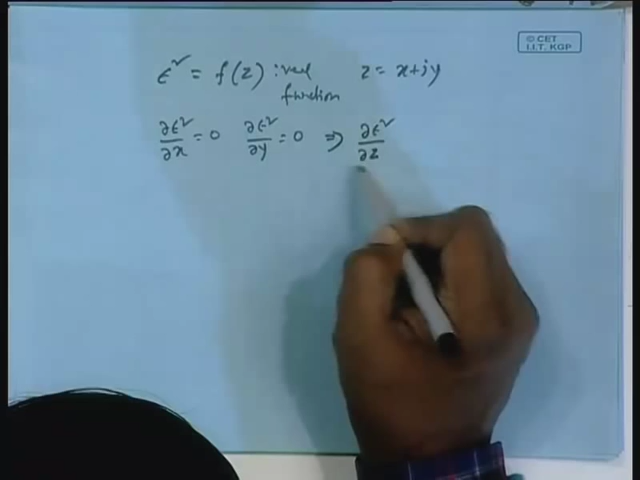 © CET
I.I.T. KGP
ϵ² = f(z) : real z = x+jy
function
∂ϵ²/∂x = 0 ∂ϵ²/∂y = 0 ⇒ ∂ϵ²/∂z